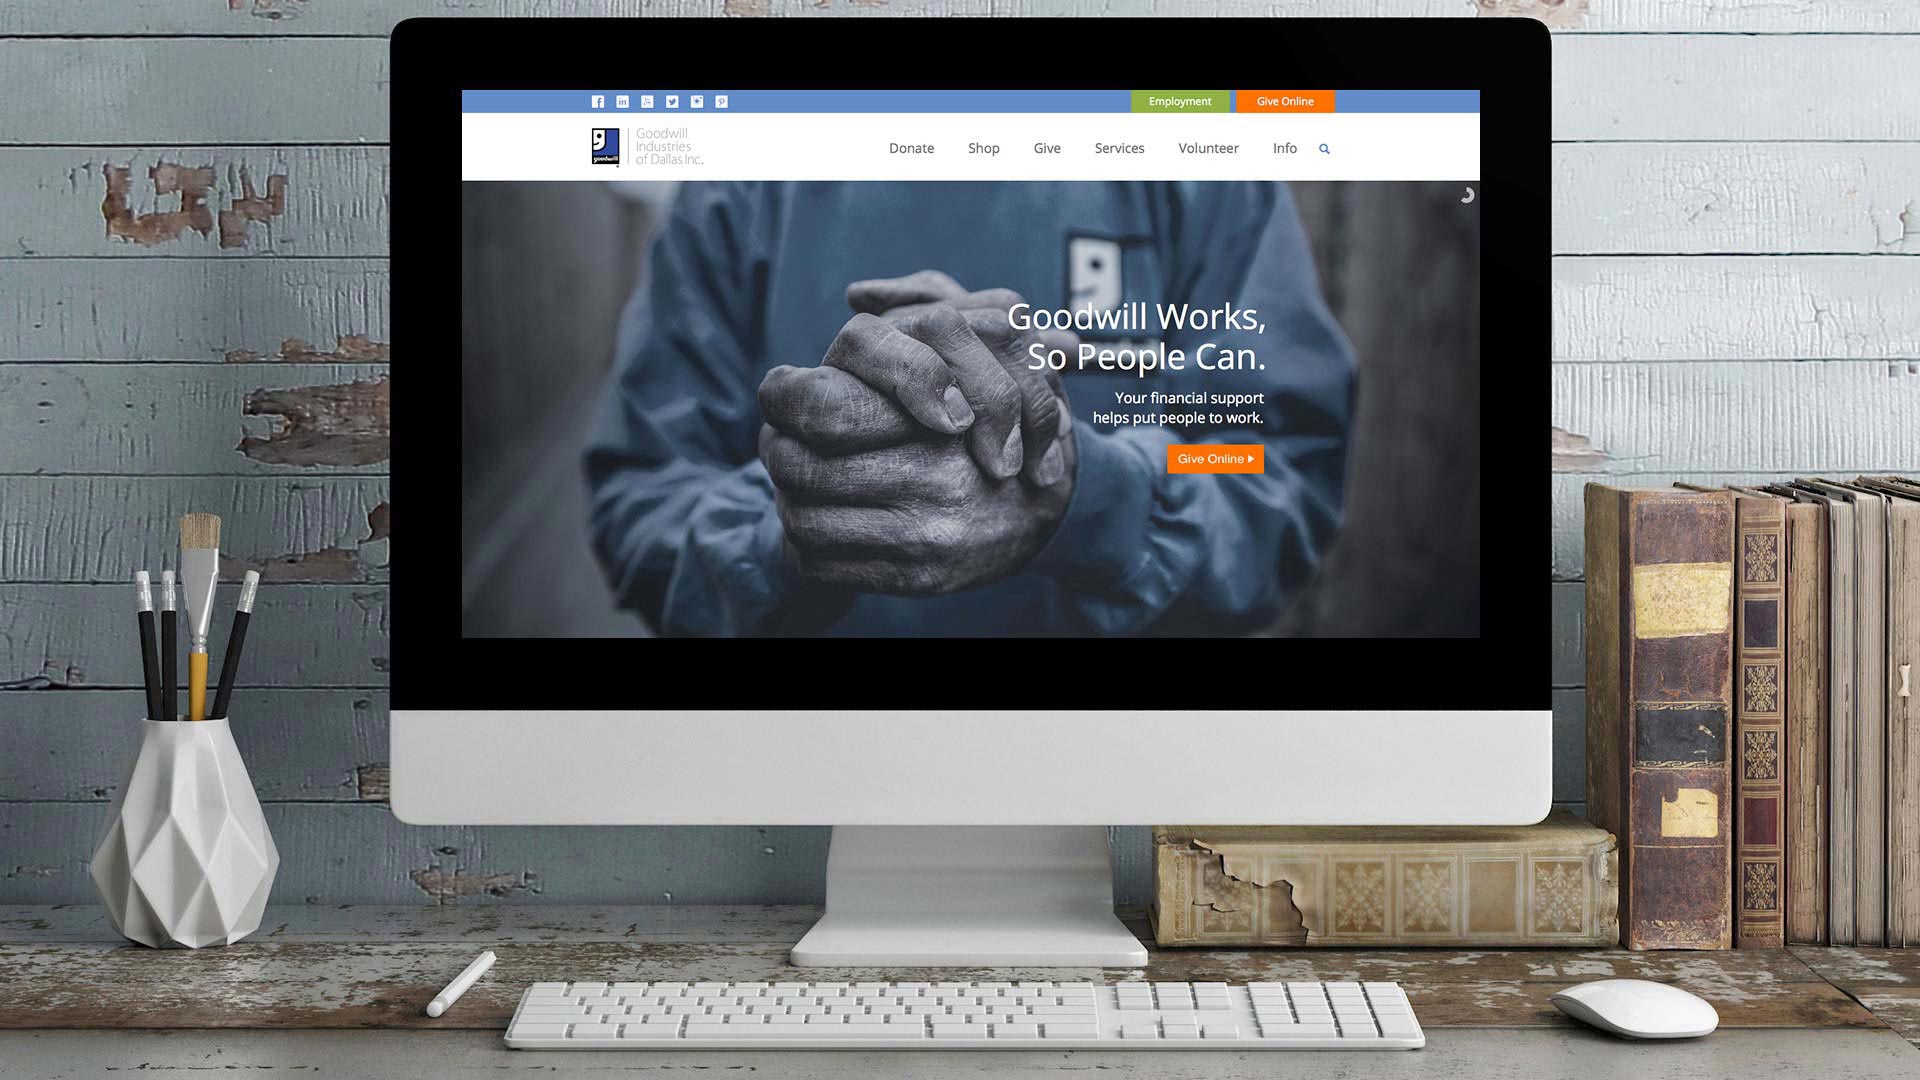 Employment
Give Online
goodwill
Goodwill
Industries
of Dallas, Inc.
Donate
Shop
Give
Services
Volunteer
Info
Goodwill Works,
So People Can.
Your financial support
helps put people to work.
Give Online